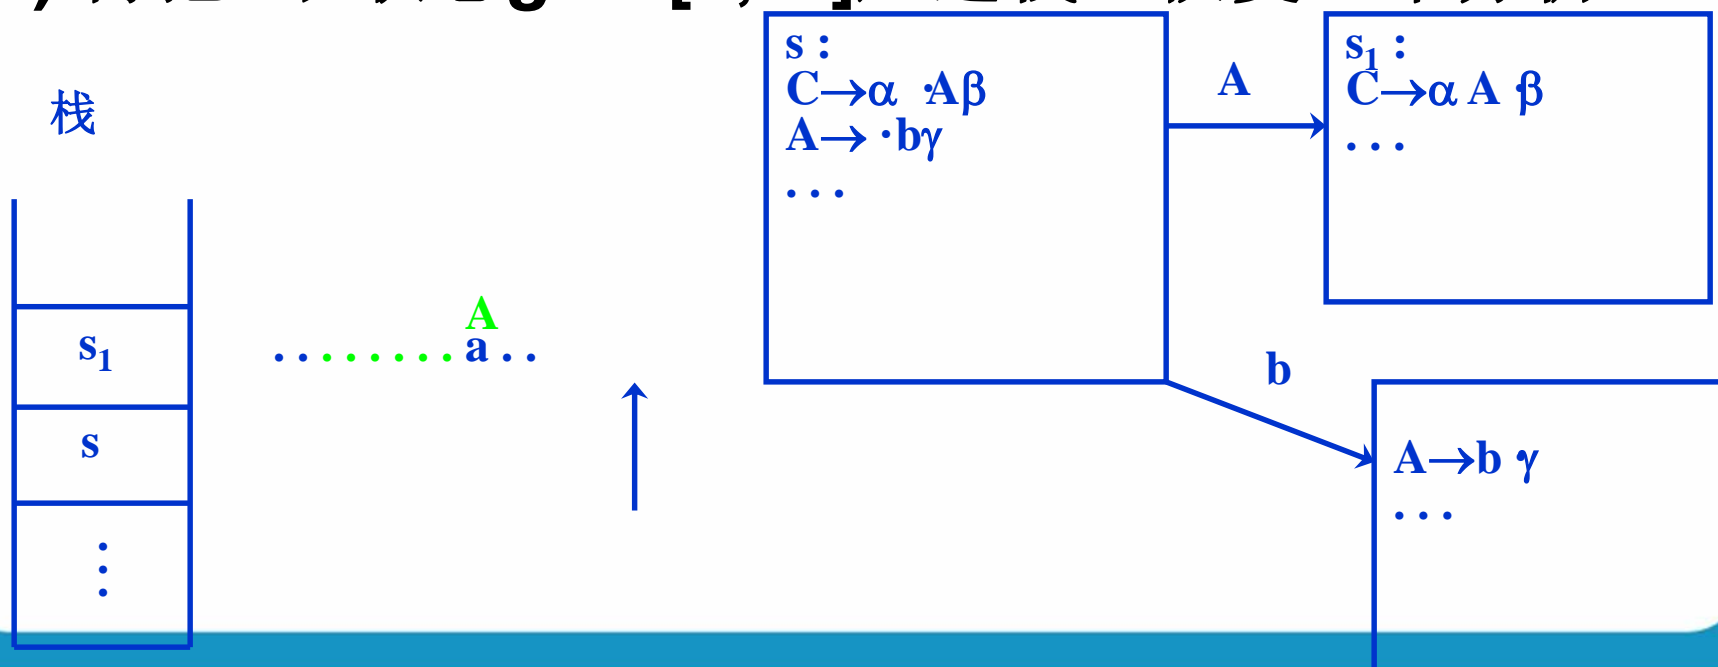 栈
s :
C→α ·Aβ
A→ ·bγ
. . .
A
s₁ :
C→α A ·β
. . .
s₁
s
⋮
A
. . . . . . . . a . .
b
A→b ·γ
. . .